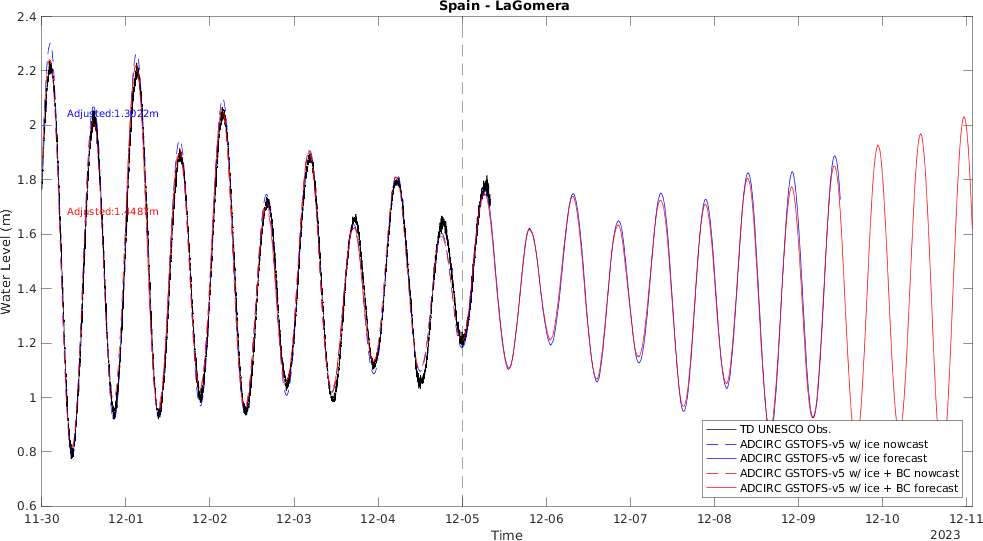 Spain - LaGomera
2.4
2.2
2
1.8
1.6
1.4
1.2
1
0.8
0.6
Water Level (m)
Adjusted:1.3922m
Adjusted:1.4487m
TD UNESCO Obs.
ADCIRC GSTOFS-v5 w/ ice nowcast
ADCIRC GSTOFS-v5 w/ ice forecast
ADCIRC GSTOFS-v5 w/ ice + BC nowcast
ADCIRC GSTOFS-v5 w/ ice + BC forecast
11-30 12-01 12-02 12-03 12-04 12-05 12-06 12-07 12-08 12-09 12-10 12-11
Time
2023